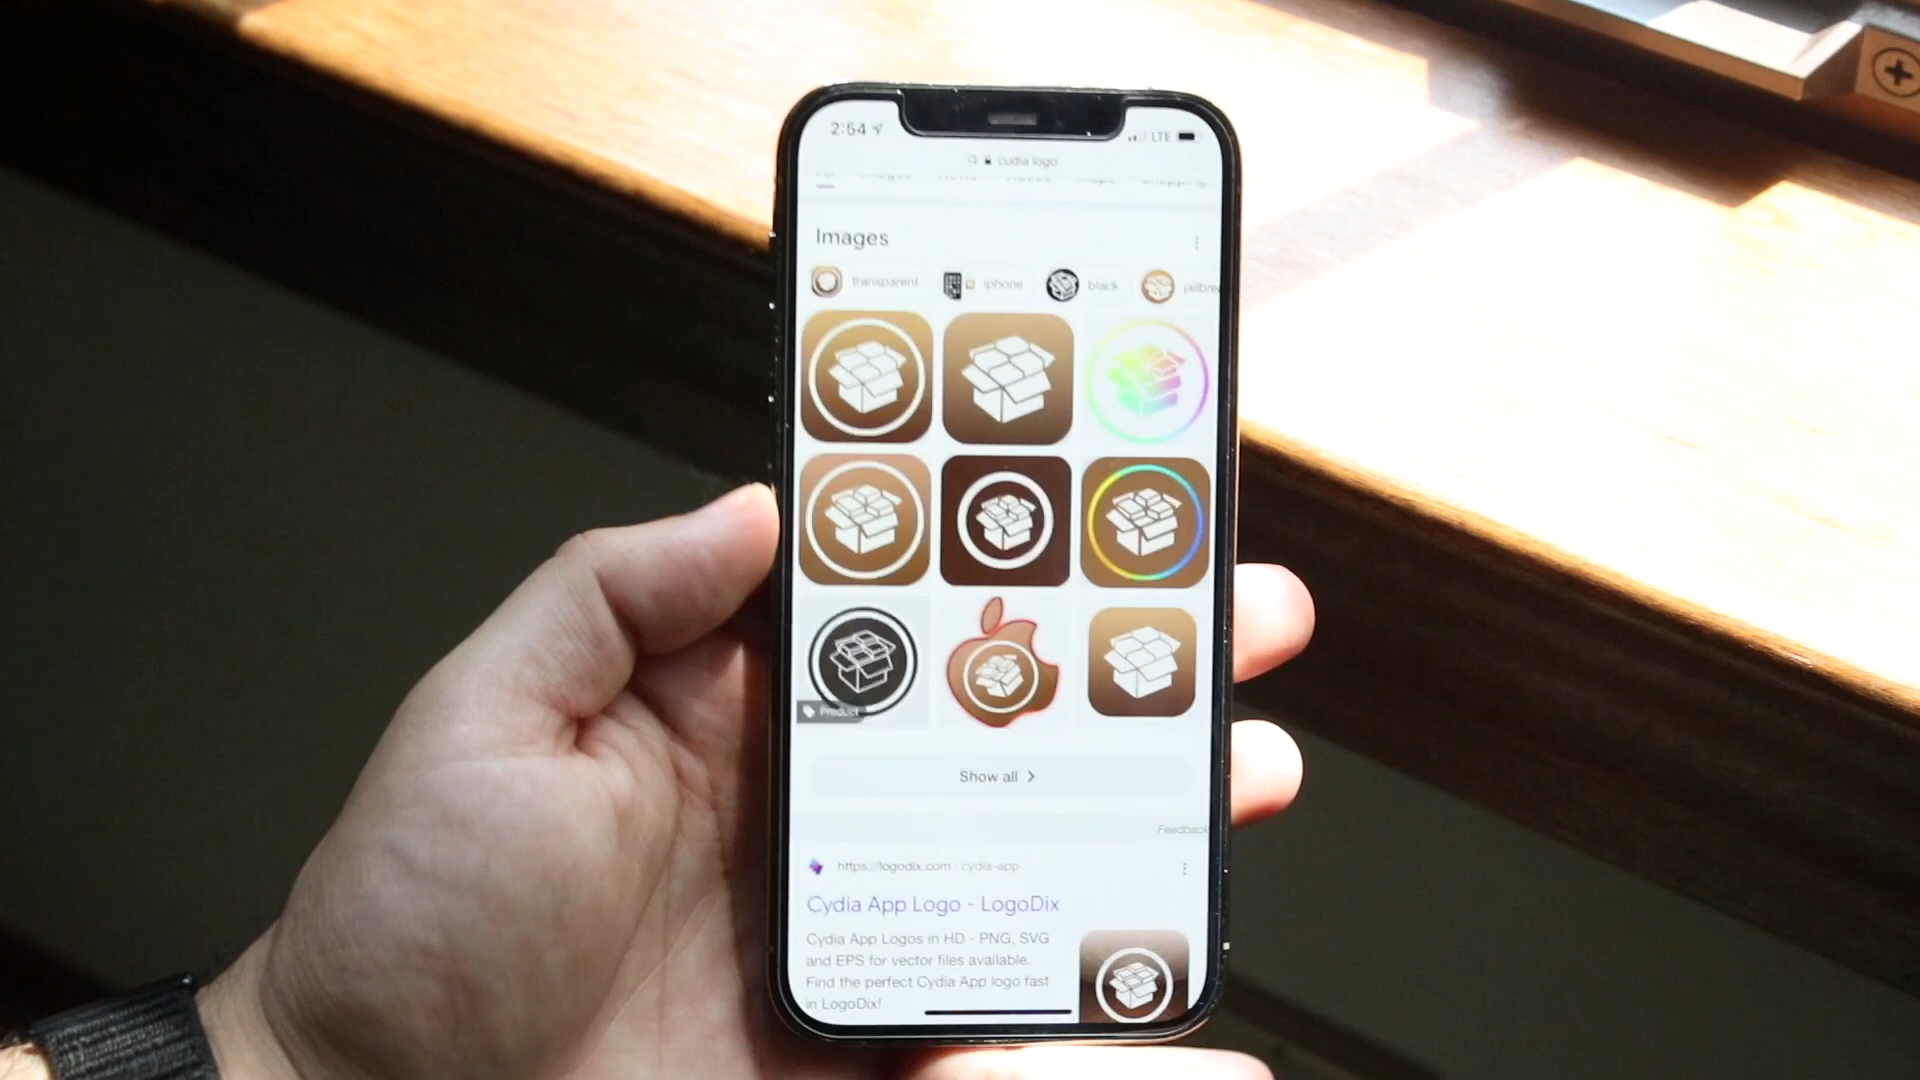 2:54
LTE
cudia logo
Images
transparent
iphone
black
jailbre
Product
Show all
Feedback
https://logodix.com › cydia-app
Cydia App Logo - LogoDix
Cydia App Logos in HD - PNG, SVG
and EPS for vector files available.
Find the perfect Cydia App logo fast
in LogoDix!